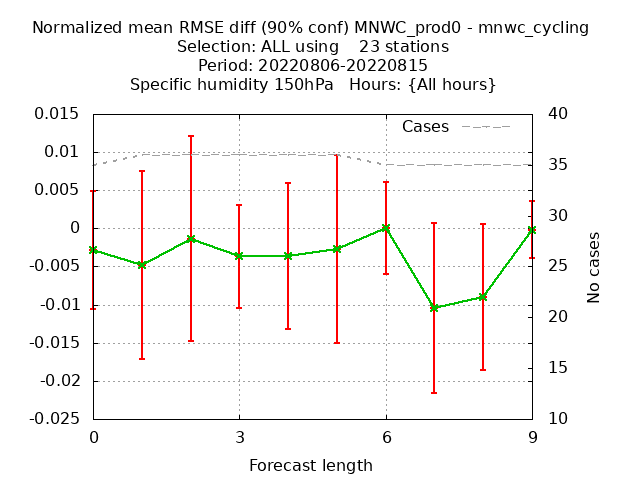 Normalized mean RMSE diff (90% conf) MNWC_prod0 - mnwc_cycling
Selection: ALL using    23 stations
Period: 20220806-20220815
Specific humidity 150hPa   Hours: {All hours}
Cases
0.015
0.01
0.005
0
-0.005
-0.01
-0.015
-0.02
-0.025
40
35
30
25
20
15
10
No cases
0 3 6 9
Forecast length